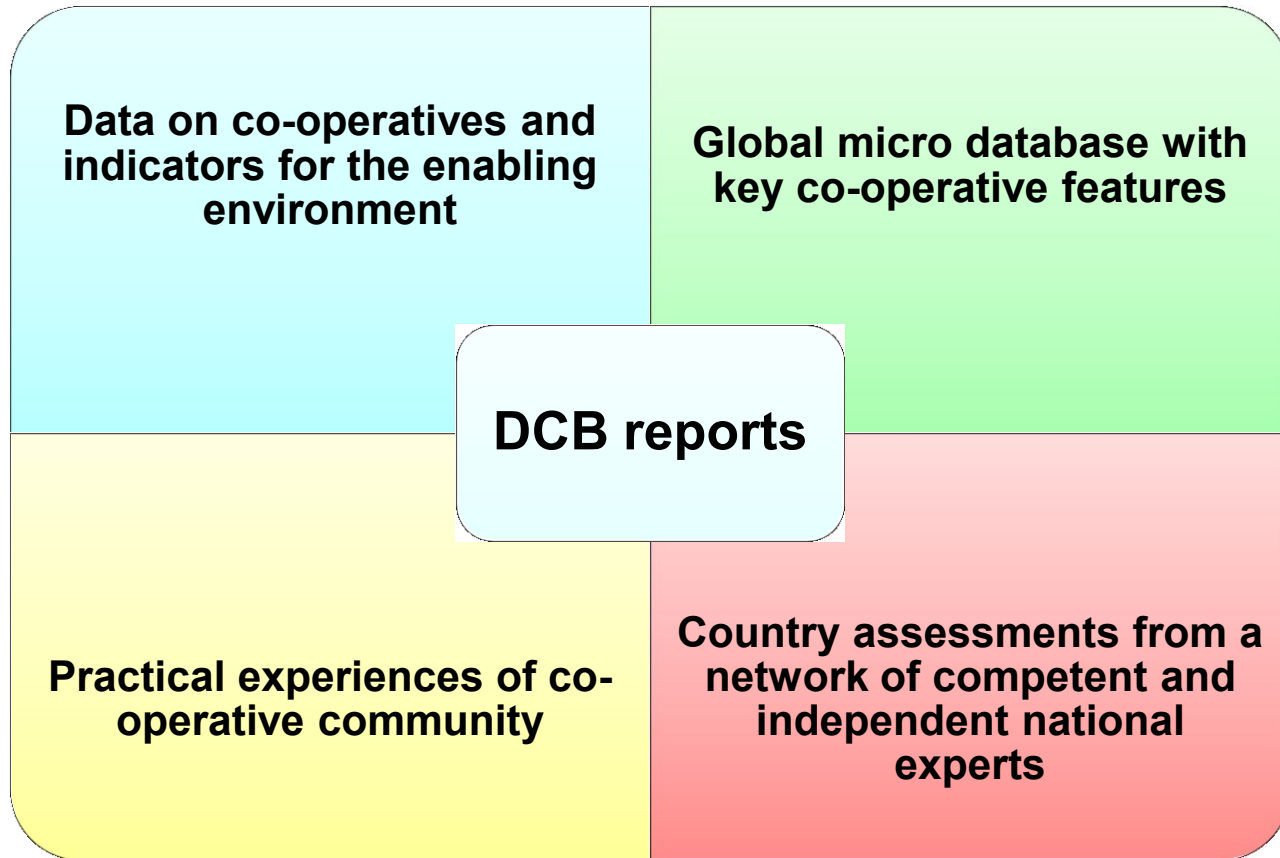 Data on co-operatives and
indicators for the enabling
environment
Global micro database with
key co-operative features
DCB reports
Practical experiences of co-
operative community
Country assessments from a
network of competent and
independent national
experts